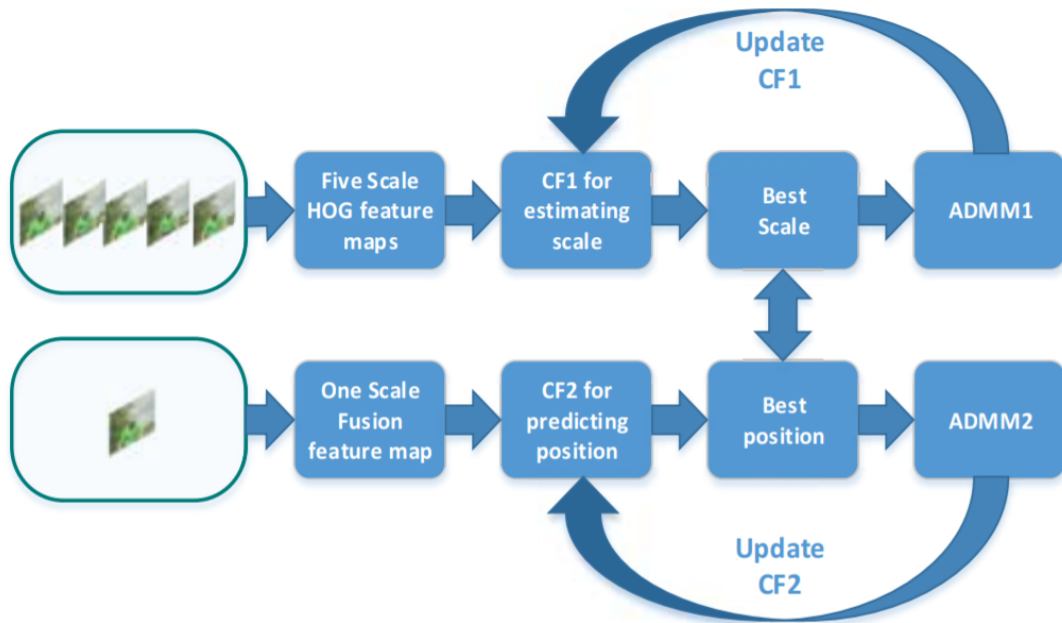 Update
CF1
Five Scale
HOG feature
maps
CF1 for
estimating
scale
Best
Scale
ADMM1
One Scale
Fusion
feature map
CF2 for
predicting
position
Best
position
ADMM2
Update
CF2